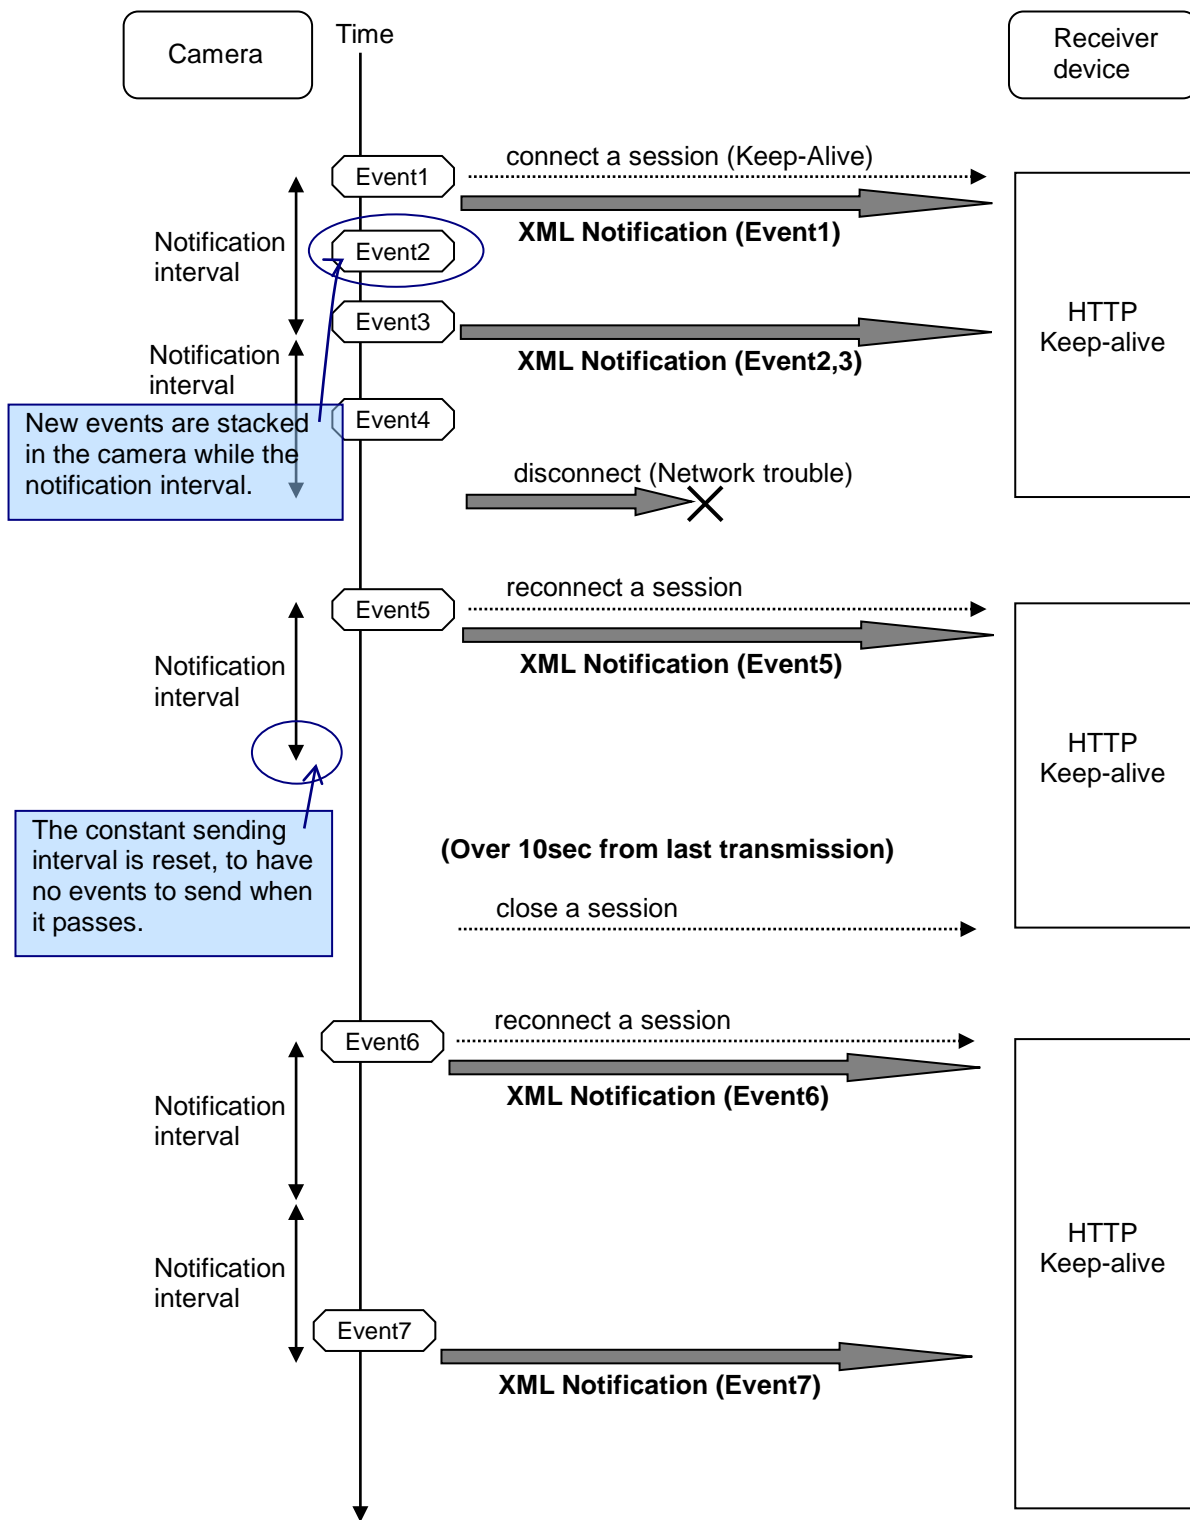 Camera
Time
Receiver
device
connect a session (Keep-Alive)
Event1
XML Notification (Event1)
Notification
interval
Event2
Event3
HTTP
Keep-alive
Notification
interval
XML Notification (Event2,3)
Event4
New events are stacked
in the camera while the
notification interval.
disconnect (Network trouble)
reconnect a session
Event5
XML Notification (Event5)
Notification
interval
HTTP
Keep-alive
The constant sending
interval is reset, to have
no events to send when
it passes.
(Over 10sec from last transmission)
close a session
reconnect a session
Event6
XML Notification (Event6)
Notification
interval
HTTP
Keep-alive
Notification
interval
Event7
XML Notification (Event7)